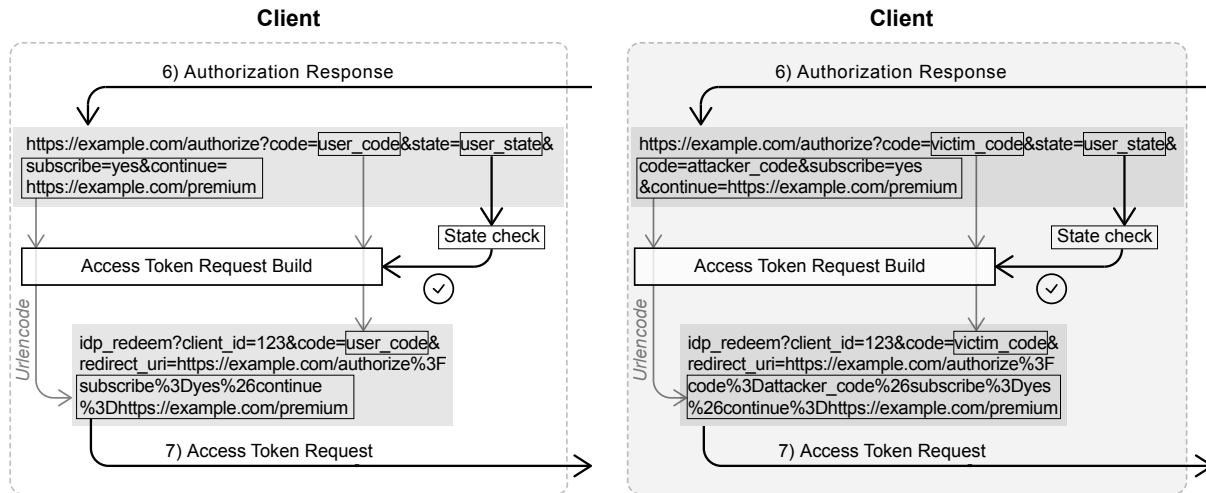 Client
6) Authorization Response
https://example.com/authorize?code=user_code&state=user_state&
subscribe=yes&continue=
https://example.com/premium
State check
Access Token Request Build
Urlencode
idp_redeem?client_id=123&code=user_code&
redirect_uri=https://example.com/authorize%3F
subscribe%3Dyes%26continue
%3Dhttps://example.com/premium
7) Access Token Request
Client
6) Authorization Response
https://example.com/authorize?code=victim_code&state=user_state&
code=attacker_code&subscribe=yes
&continue=https://example.com/premium
State check
Access Token Request Build
Urlencode
idp_redeem?client_id=123&code=victim_code&
redirect_uri=https://example.com/authorize%3F
code%3Dattacker_code%26subscribe%3Dyes
%26continue%3Dhttps://example.com/premium
7) Access Token Request